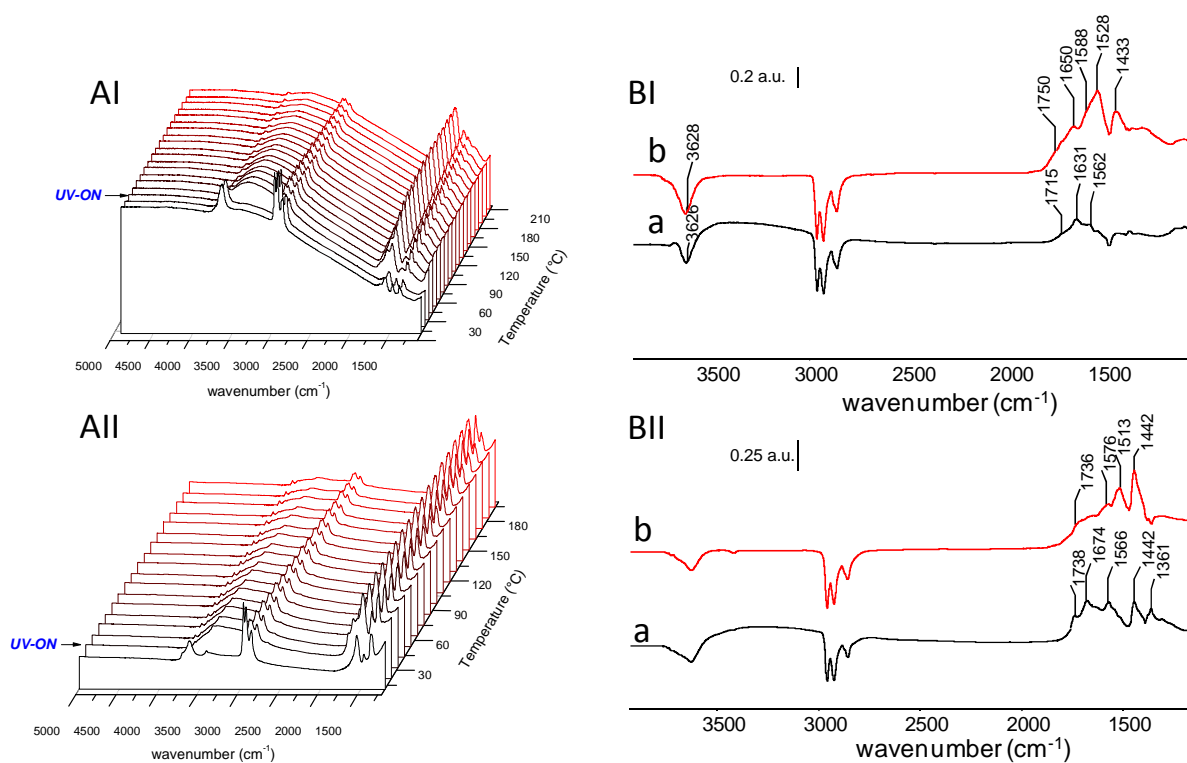 AI
UV-ON
210
180
150
120
90
60
30
Temperature (°C)
5000 4500 4000 3500 3000 2500 2000 1500
wavenumber (cm-1)
BI
0.2 a.u.
b
3628
1750
1650
1588
1528
1433
a
3626
1715
1631
1562
3500 3000 2500 2000 1500
wavenumber (cm-1)
AII
UV-ON
180
150
120
90
60
30
Temperature (°C)
5000 4500 4000 3500 3000 2500 2000 1500
wavenumber (cm-1)
BII
0.25 a.u.
b
1736
1576
1513
1442
a
1738
1674
1566
1442
1361
3500 3000 2500 2000 1500
wavenumber (cm-1)